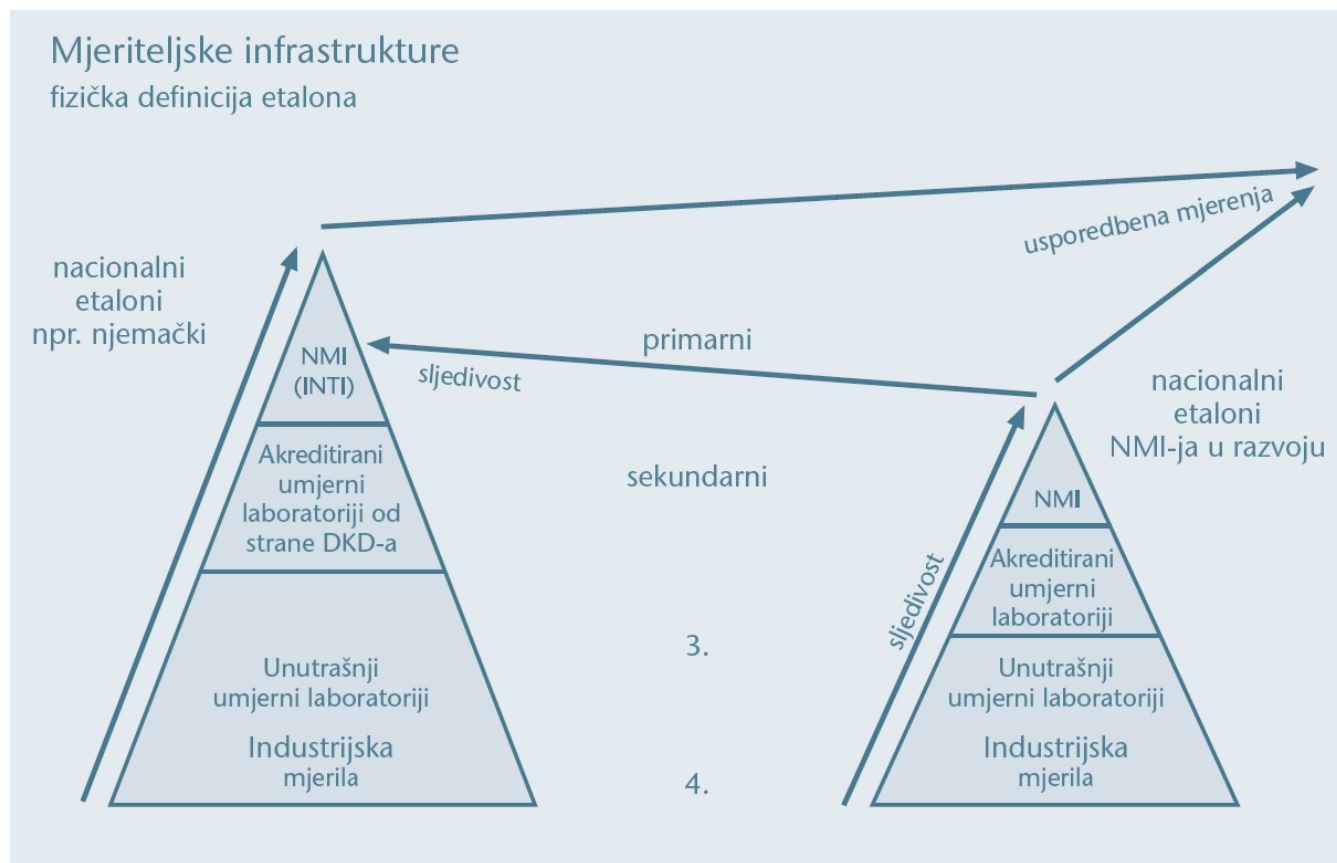 Mjeriteljske infrastrukture
fizička definicija etalona
usporedbena mjerenja
nacionalni
etaloni
npr. njemački
NMI
(INTI)
sljedivost
primarni
nacionalni
etaloni
NMI-ja u razvoju
Akreditirani
umjerni
laboratoriji od
strane DKD-a
sekundarni
NMI
sljedivost
Akreditirani
umjerni
laboratoriji
3.
Unutrašnji
umjerni laboratoriji
Unutrašnji
umjerni laboratoriji
Industrijska
mjerila
4.
Industrijska
mjerila